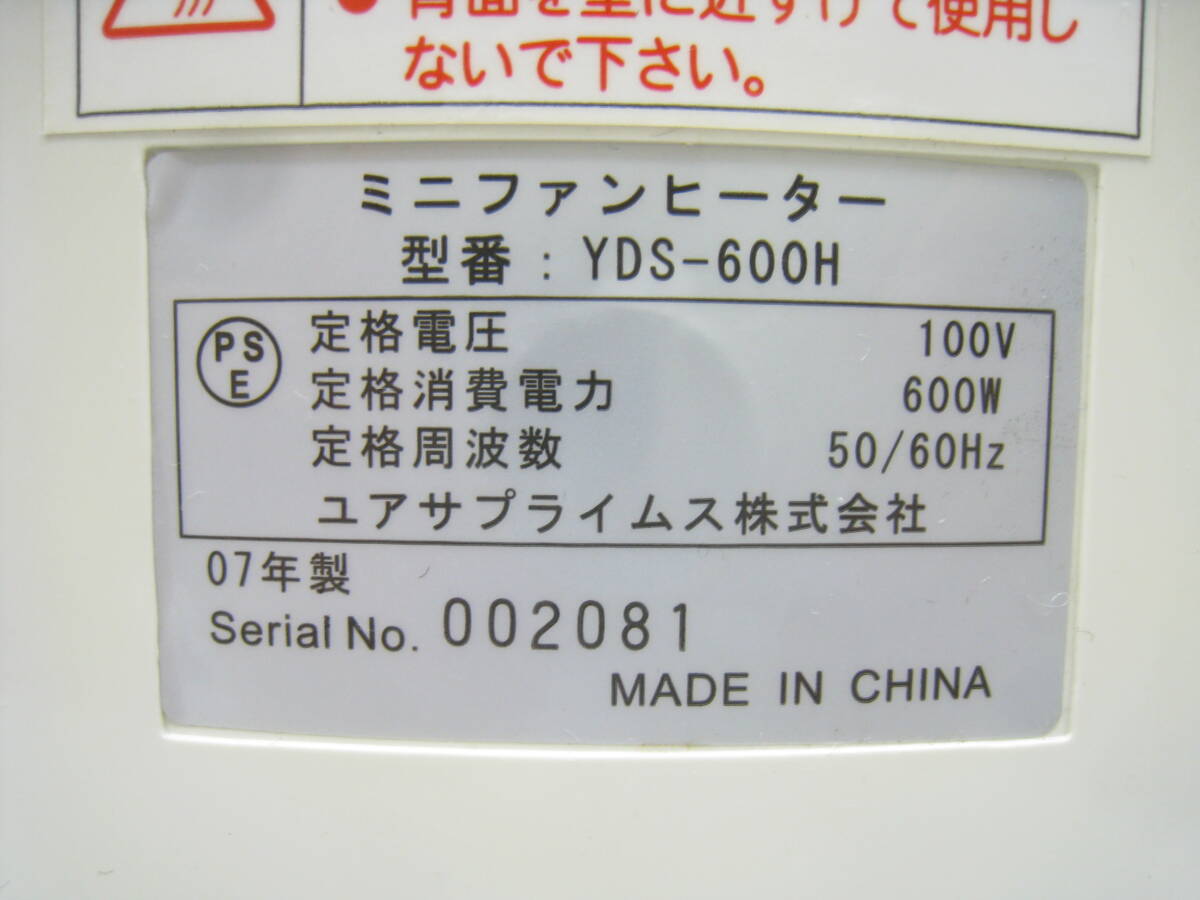 ●背面を壁に近ずけて使用し
ないで下さい。
ミニファンヒーター
型番：YDS-600H
PSE
定格電圧 100V
定格消費電力 600W
定格周波数 50/60Hz
ユアサプライムス株式会社
07年製
Serial No. 002081
MADE IN CHINA